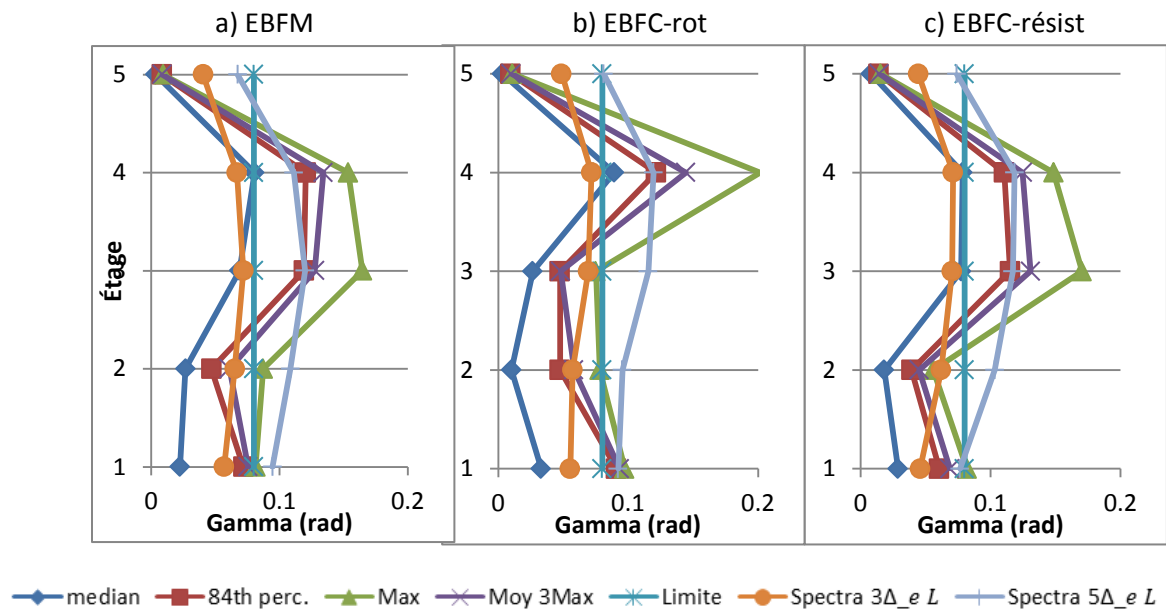 a) EBFM
b) EBFC-rot
c) EBFC-résist
5
4
3
2
1
Étage
0
0.1
0.2
Gamma (rad)
5
4
3
2
1
0
0.1
0.2
Gamma (rad)
5
4
3
2
1
0
0.1
0.2
Gamma (rad)
median
84th perc.
Max
Moy 3Max
Limite
Spectra 3Δ_e L
Spectra 5Δ_e L